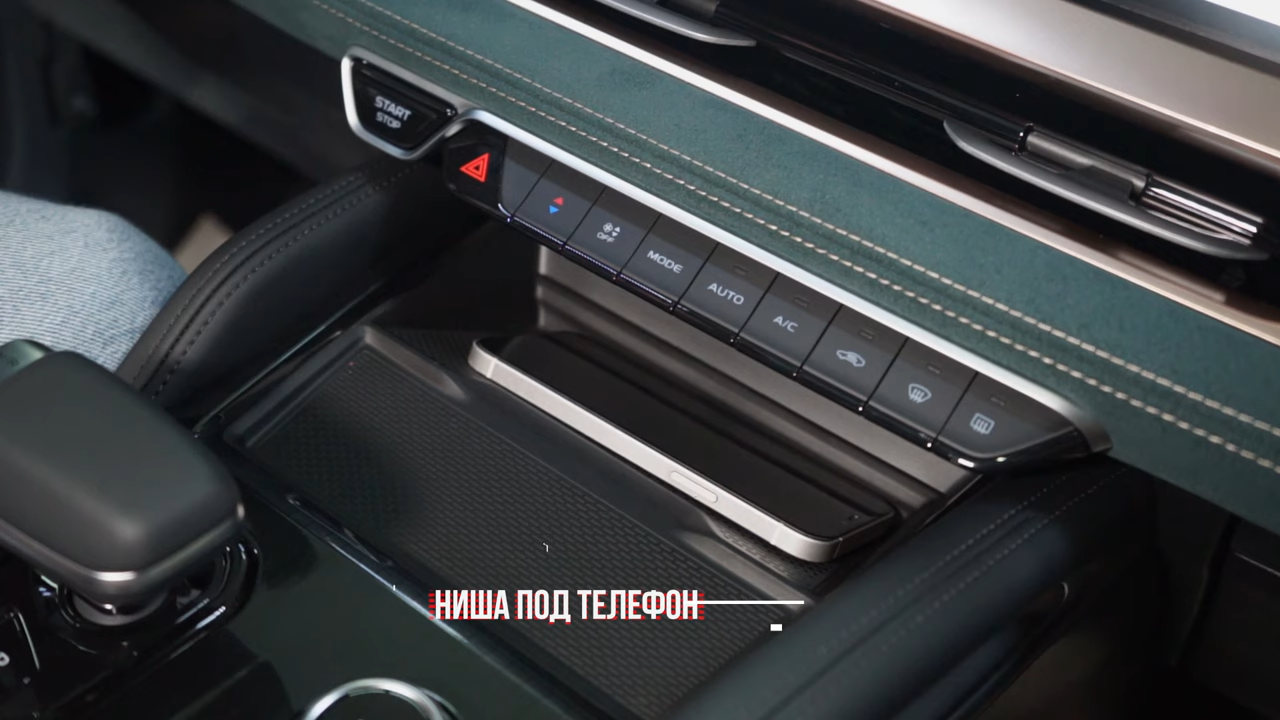 START
STOP
OFF
MODE
AUTO
A/C
НИША ПОД ТЕЛЕФОН